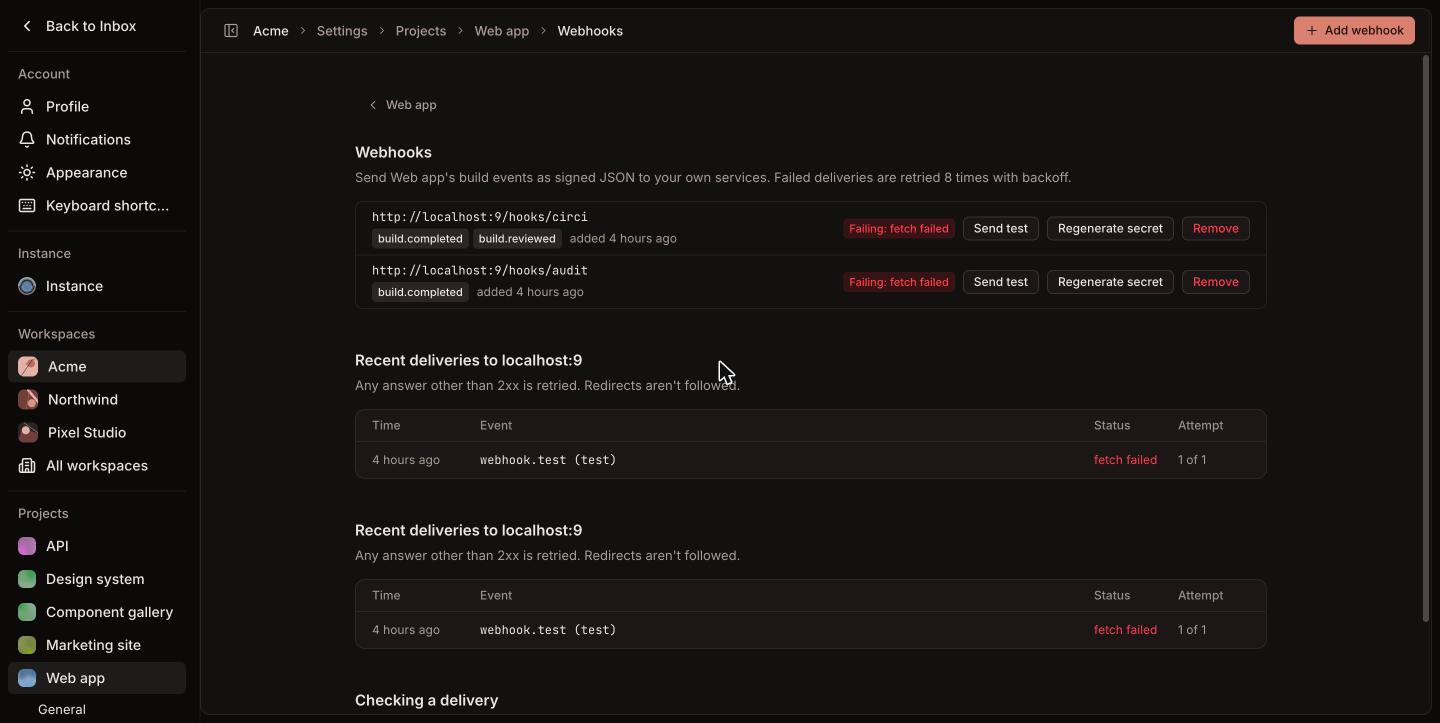 Back to Inbox
Account
Profile
Notifications
Appearance
Keyboard shortc...
Instance
Instance
Workspaces
Acme
Northwind
Pixel Studio
All workspaces
Projects
API
Design system
Component gallery
Marketing site
Web app
General
Acme > Settings > Projects > Web app > Webhooks
+ Add webhook
Web app
Webhooks
Send Web app's build events as signed JSON to your own services. Failed deliveries are retried 8 times with backoff.
http://localhost:9/hooks/circi
build.completed build.reviewed added 4 hours ago
Failing: fetch failed Send test Regenerate secret Remove
http://localhost:9/hooks/audit
build.completed added 4 hours ago
Failing: fetch failed Send test Regenerate secret Remove
Recent deliveries to localhost:9
Any answer other than 2xx is retried. Redirects aren't followed.
Time Event Status Attempt
4 hours ago webhook.test (test) fetch failed 1 of 1
Recent deliveries to localhost:9
Any answer other than 2xx is retried. Redirects aren't followed.
Time Event Status Attempt
4 hours ago webhook.test (test) fetch failed 1 of 1
Checking a delivery